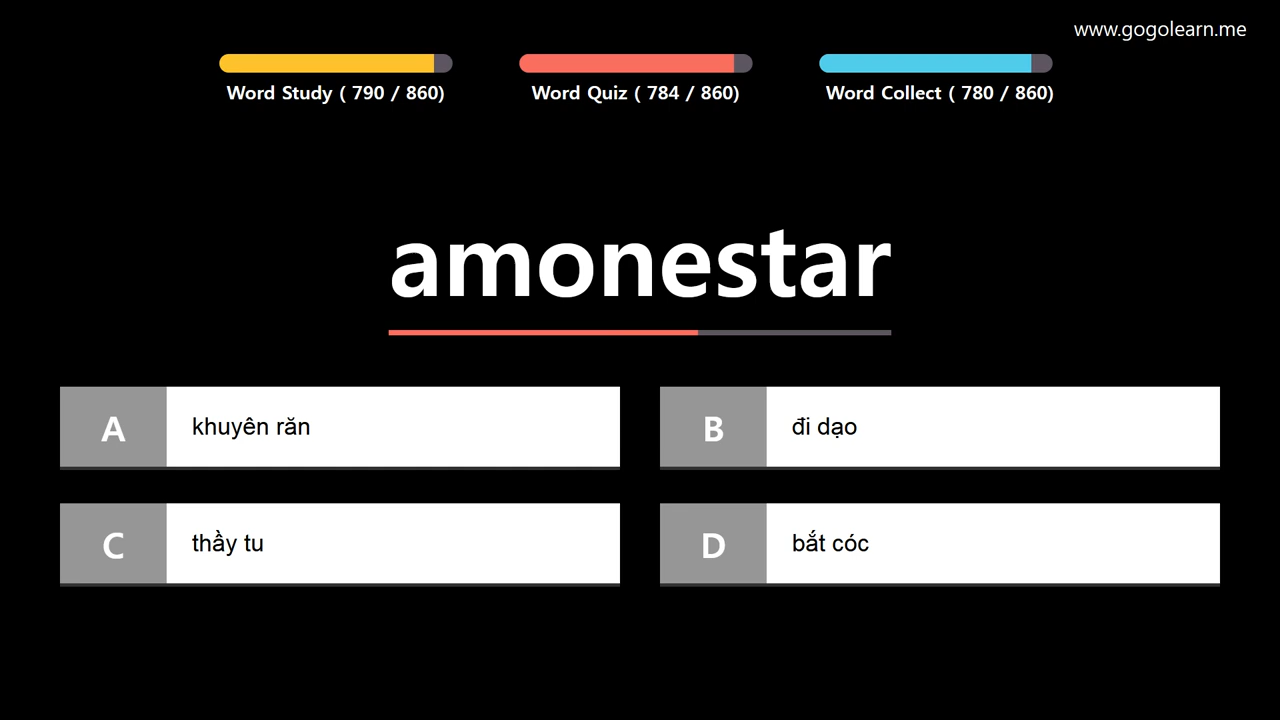 www.gogolearn.me
Word Study ( 790 / 860)
Word Quiz ( 784 / 860)
Word Collect ( 780 / 860)
amonestar
A khuyên răn
B đi dạo
C thầy tu
D bắt cóc